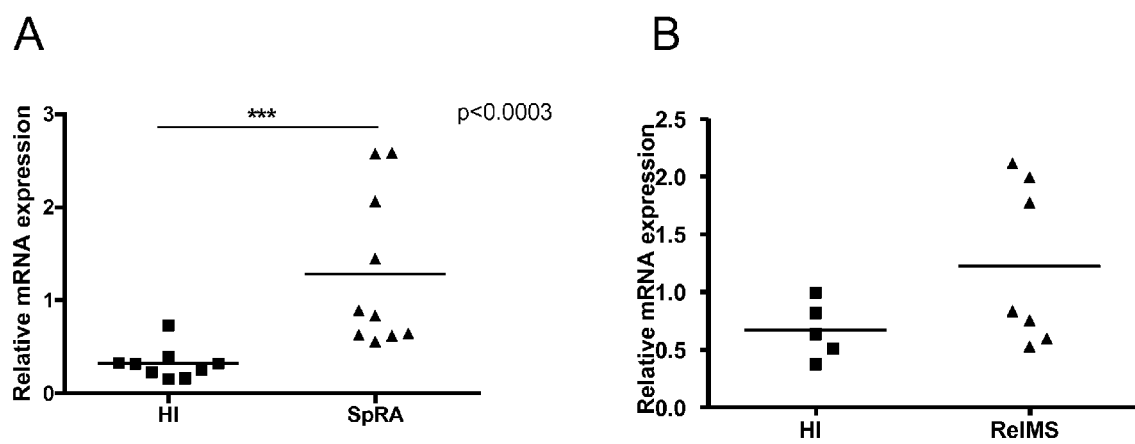 A
Relative mRNA expression
3
2
1
0
***
p<0.0003
HI
SpRA
B
Relative mRNA expression
2.5
2.0
1.5
1.0
0.5
0.0
HI
RelMS